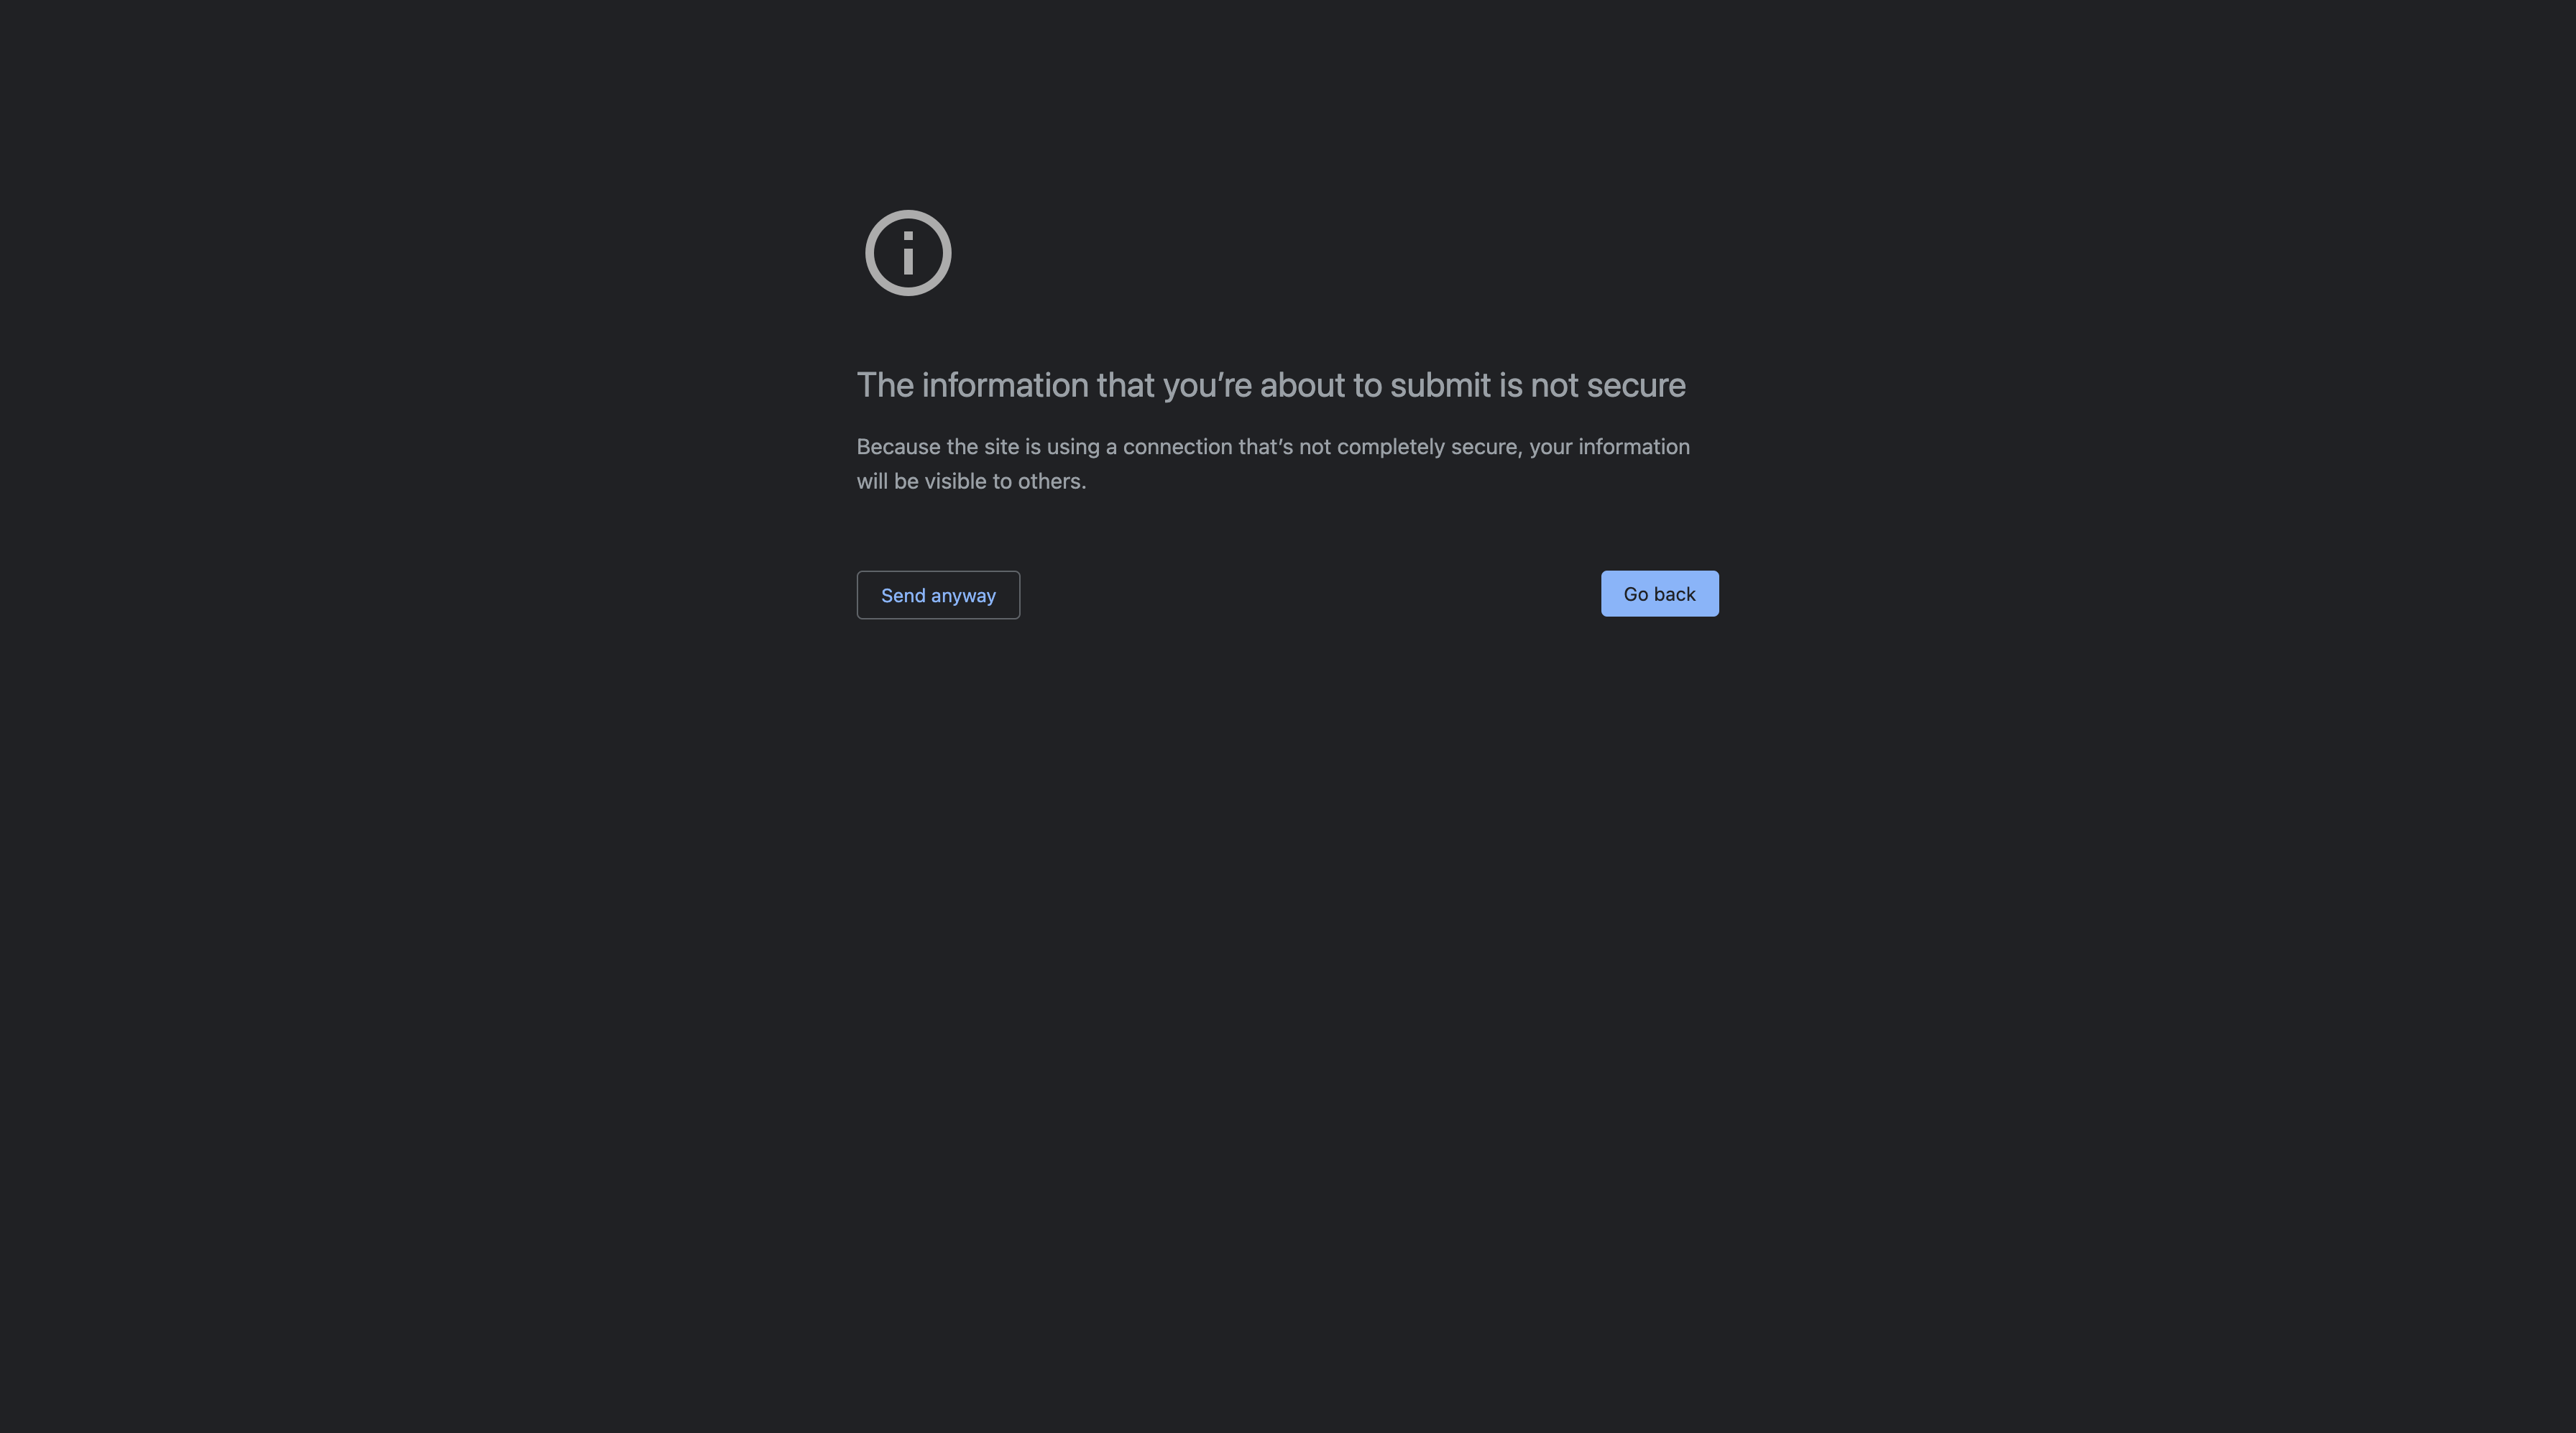 The information that you’re about to submit is not secure
Because the site is using a connection that’s not completely secure, your information
will be visible to others.
Send anyway
Go back